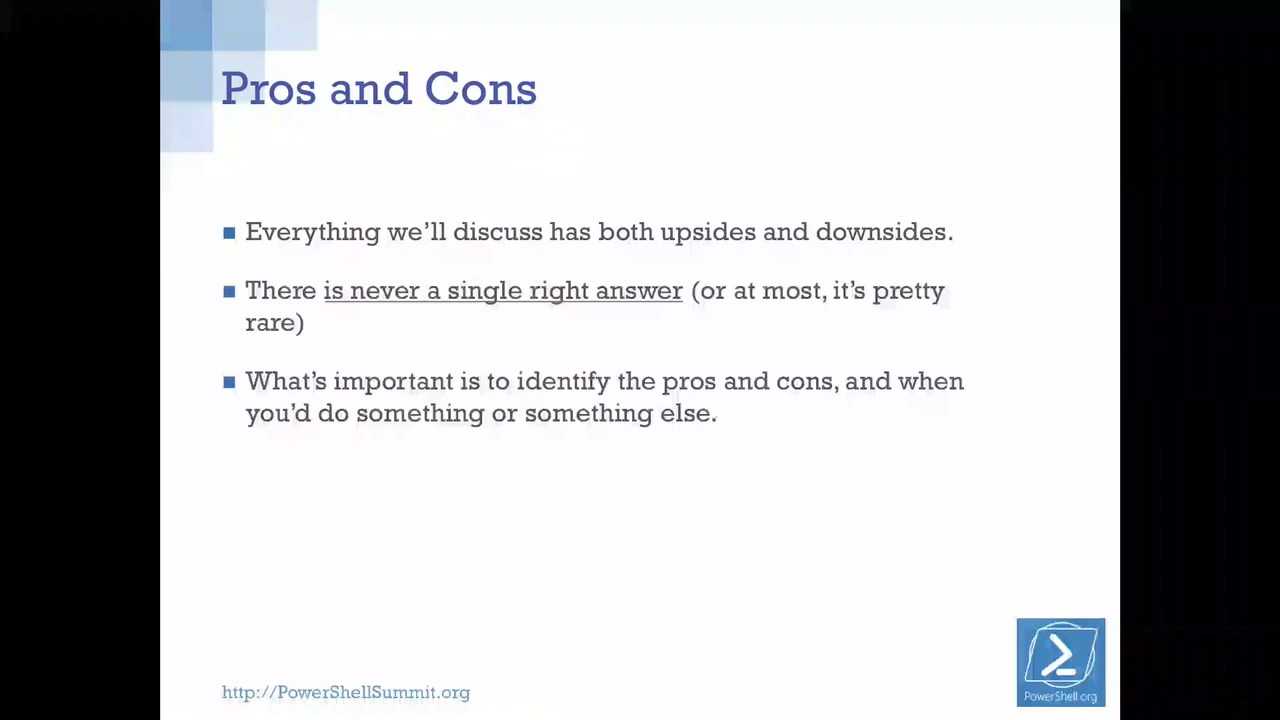 Pros and Cons
Everything we'll discuss has both upsides and downsides.
There is never a single right answer (or at most, it's pretty
rare)
What's important is to identify the pros and cons, and when
you'd do something or something else.
http://PowerShellSummit.org
PowerShell.org